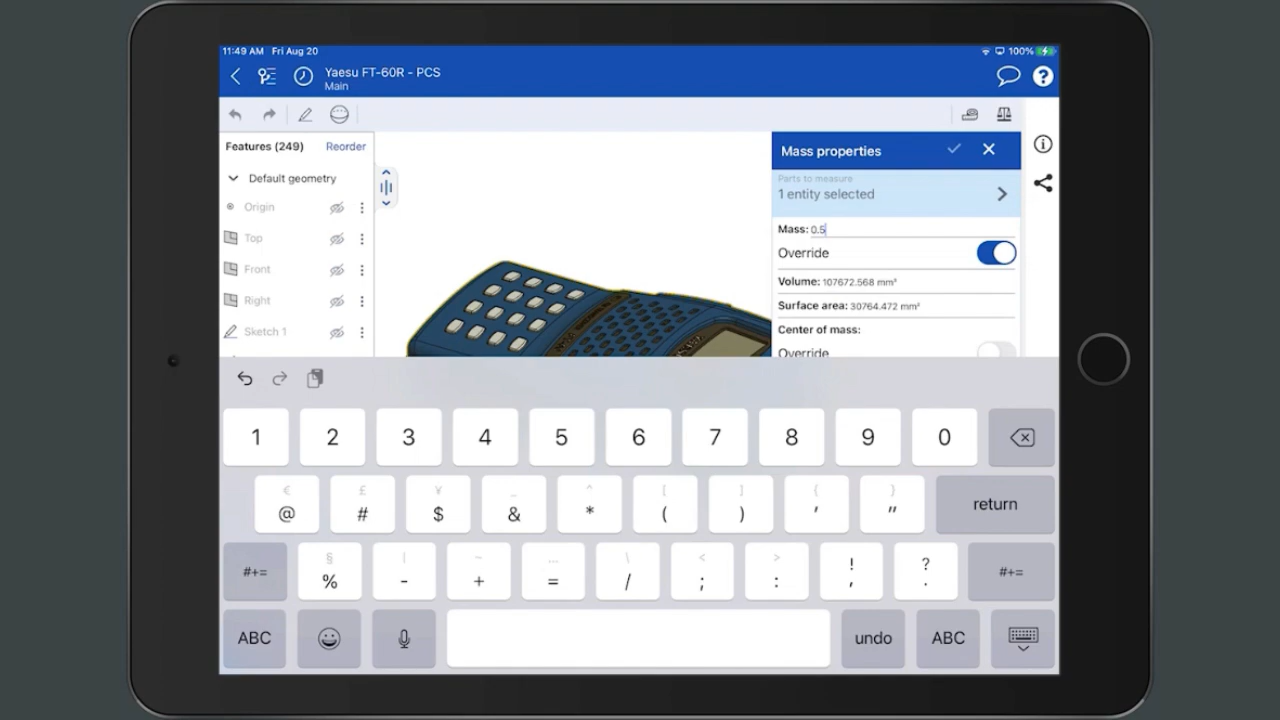 11:49 AM Fri Aug 20
100%
Yaesu FT-60R - PCS
Main
?
Features (249) Reorder
Default geometry
Origin
Top
Front
Right
Sketch 1
Mass properties
Parts to measure
1 entity selected
Mass: 0.5
Override
Volume: 107672.568 mm³
Surface area: 30764.472 mm²
Center of mass:
Override
1 2 3 4 5 6 7 8 9 0
€ £ ¥ _ ^ [ ] { }
@ # $ & * ( ) ' " return
§ | ~ … \ < > ! ?
#+= % - + = / ; : , . #+=
ABC undo ABC